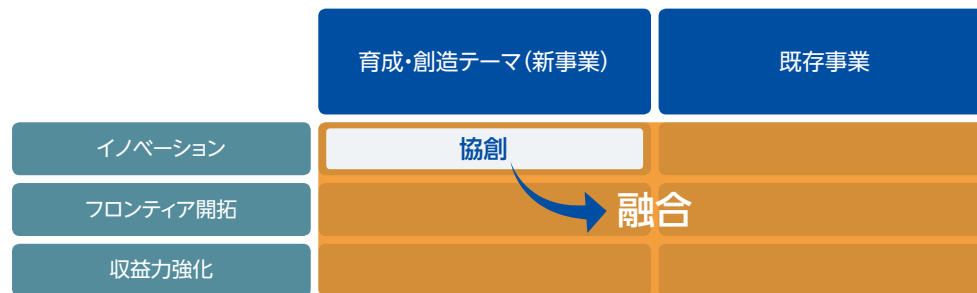 育成・創造テーマ（新事業）
既存事業
イノベーション
協創
フロンティア開拓
融合
収益力強化